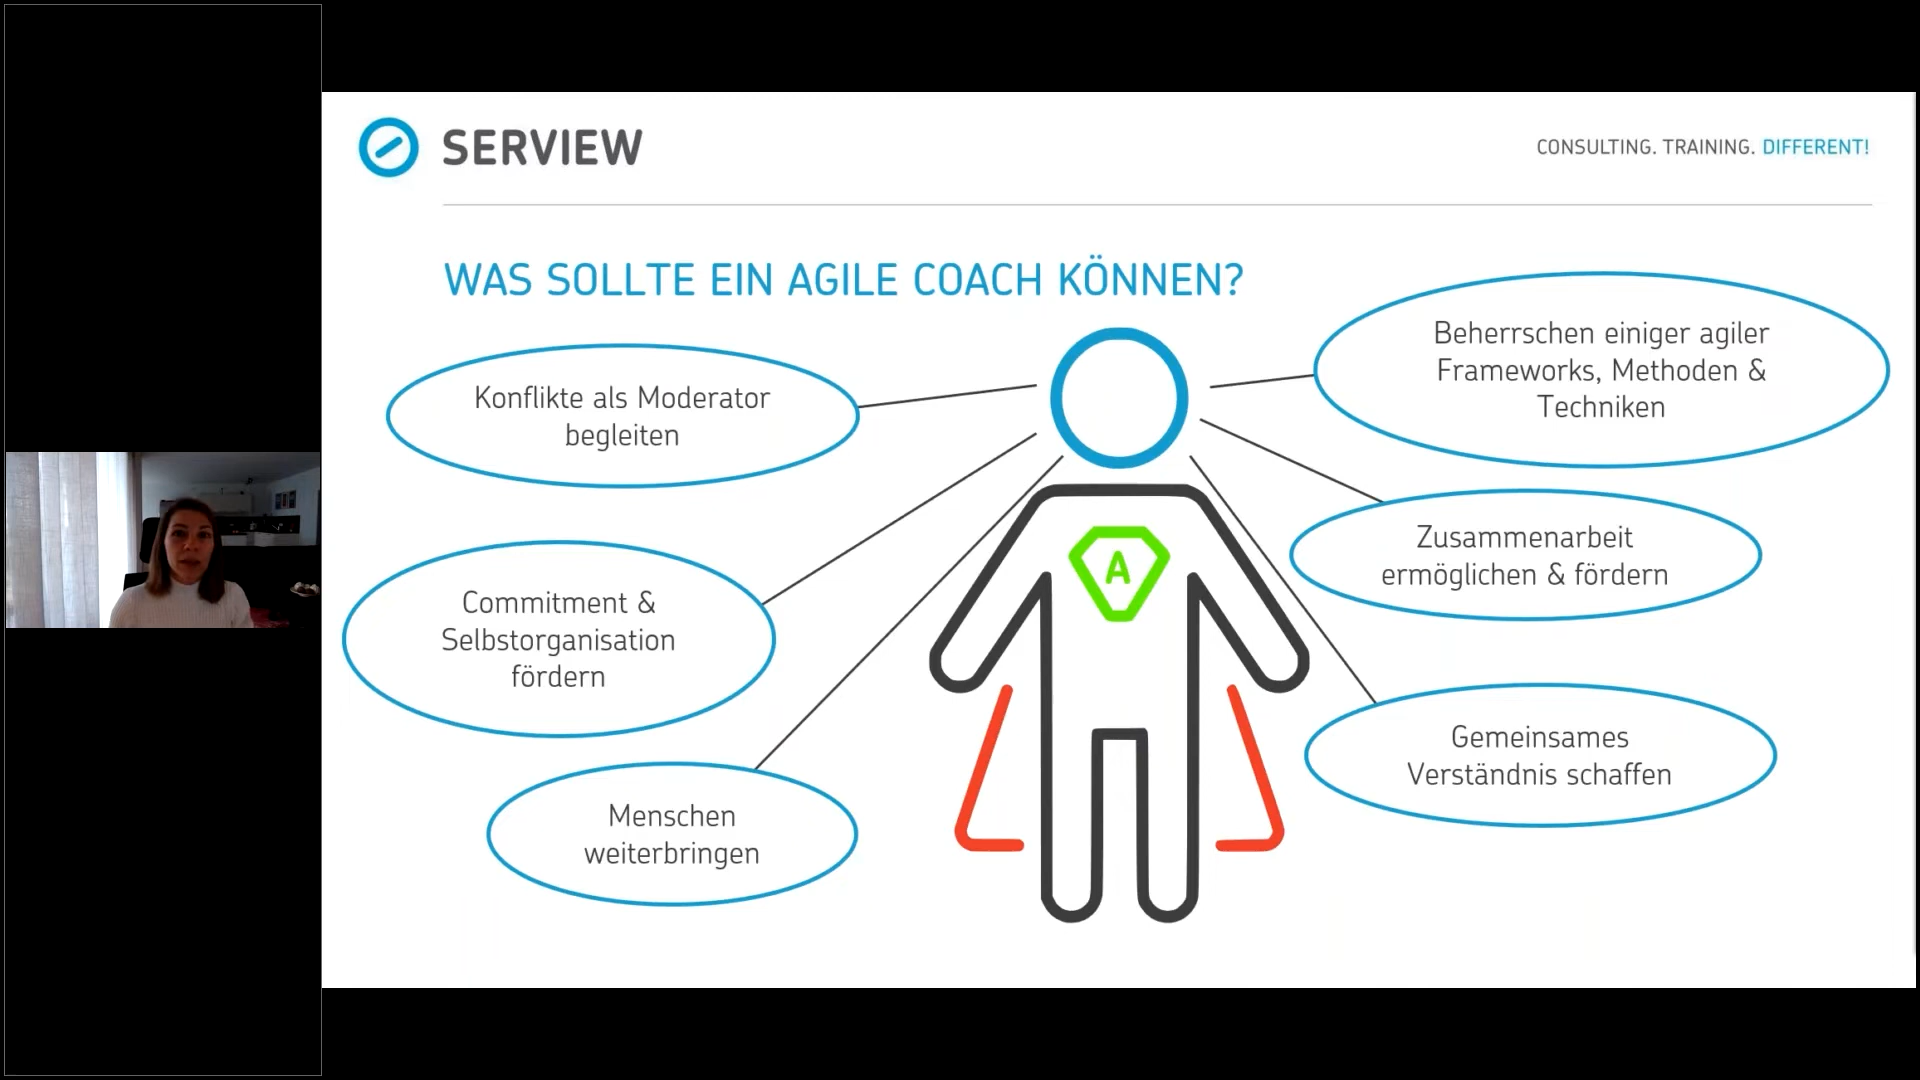 SERVIEW
CONSULTING. TRAINING. DIFFERENT!
WAS SOLLTE EIN AGILE COACH KÖNNEN?
Konflikte als Moderator
begleiten
Commitment &
Selbstorganisation
fördern
Menschen
weiterbringen
A
Beherrschen einiger agiler
Frameworks, Methoden &
Techniken
Zusammenarbeit
ermöglichen & fördern
Gemeinsames
Verständnis schaffen